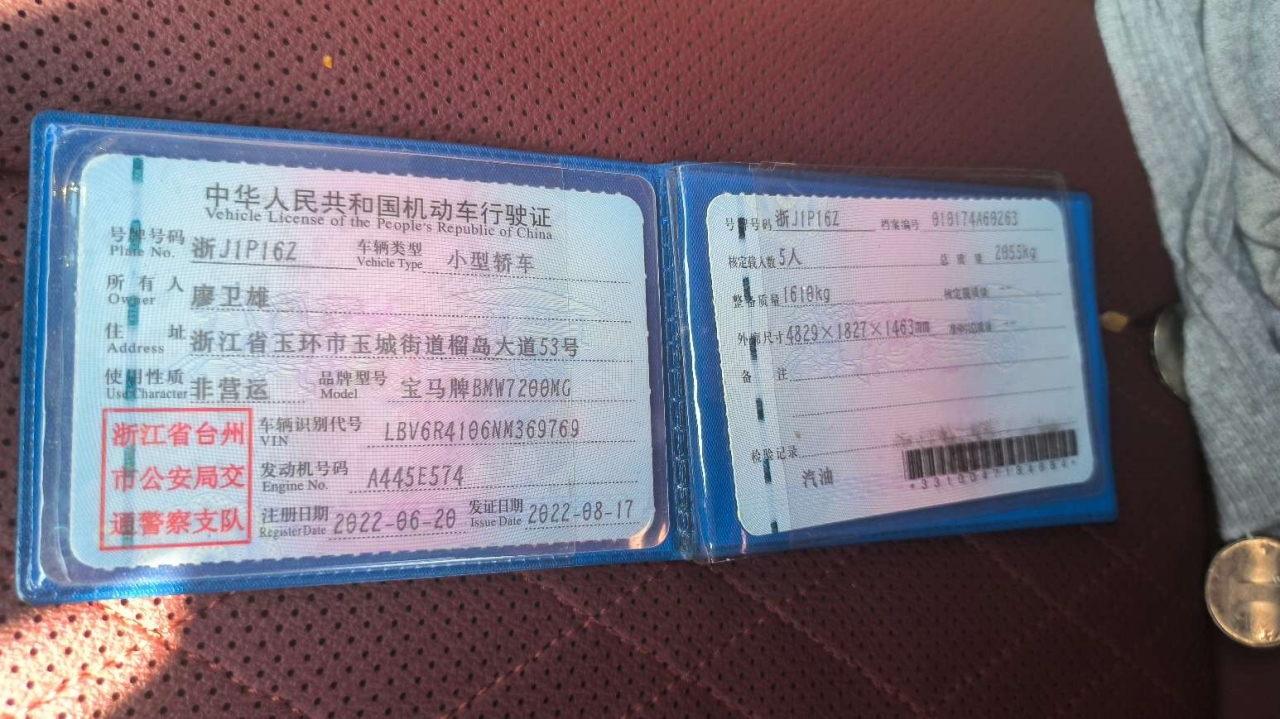 中华人民共和国机动车行驶证
Vehicle License of the People's Republic of China
号牌号码 浙J1P16Z 车辆类型 小型轿车
Plate No. Vehicle Type
所有人 廖卫雄
Owner
住址 浙江省玉环市玉城街道榴岛大道53号
Address
使用性质 非营运 品牌型号 宝马牌BMW7200MG
Use Character Model
浙江省台州
市公安局交
通警察支队
车辆识别代号 LBV6R4106NM369769
VIN
发动机号码 A445E574
Engine No.
注册日期 2022-06-20 发证日期 2022-08-17
Register Date Issue Date
号牌号码 浙J1P16Z 档案编号 010174A60263
核定载人数 5人 总质量 2055kg
整备质量 1610kg 核定载质量 --
外廓尺寸 4829×1827×1463mm
备注
检验记录
汽油